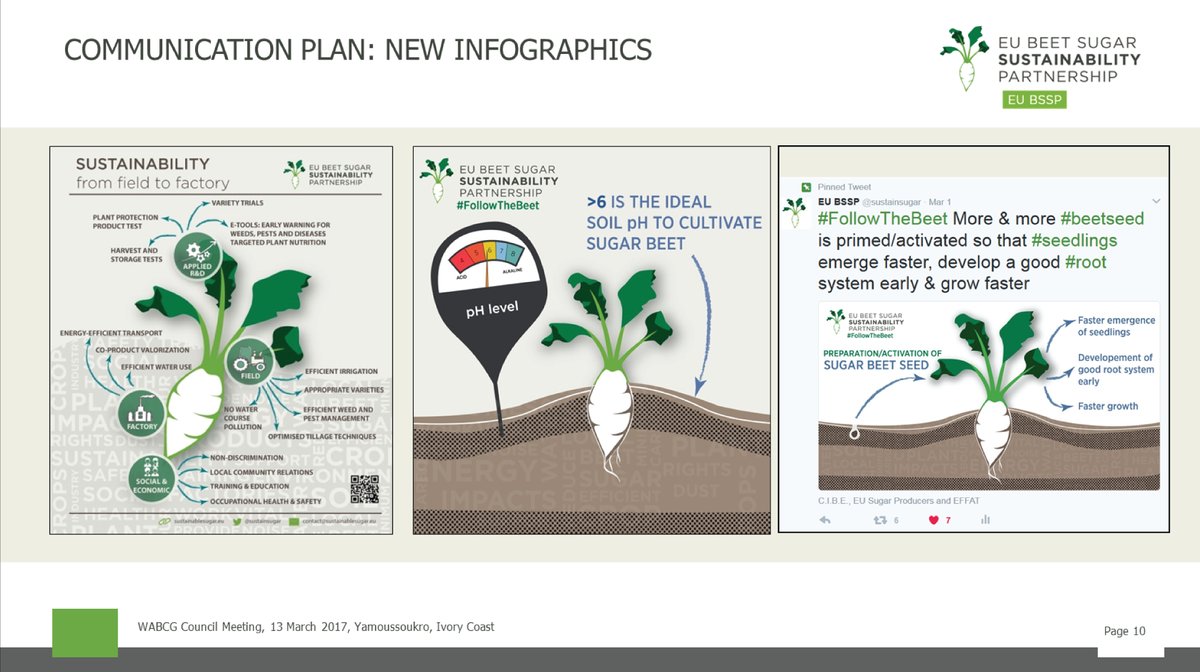 COMMUNICATION PLAN: NEW INFOGRAPHICS
EU BEET SUGAR
SUSTAINABILITY
PARTNERSHIP
EU BSSP
SUSTAINABILITY
from field to factory
EU BEET SUGAR
SUSTAINABILITY
PARTNERSHIP
VARIETY TRIALS
PLANT PROTECTION
PRODUCT TEST
E-TOOLS: EARLY WARNING FOR
WEEDS, PESTS AND DISEASES
TARGETED PLANT NUTRITION
HARVEST AND
STORAGE TESTS
APPLIED
R&D
ENERGY-EFFICIENT TRANSPORT
CO-PRODUCT VALORIZATION
EFFICIENT WATER USE
FIELD
EFFICIENT IRRIGATION
APPROPRIATE VARIETIES
EFFICIENT WEED AND
PEST MANAGEMENT
NO WATER
COURSE
POLLUTION
OPTIMISED TILLAGE TECHNIQUES
FACTORY
NON-DISCRIMINATION
LOCAL COMMUNITY RELATIONS
TRAINING & EDUCATION
OCCUPATIONAL HEALTH & SAFETY
SOCIAL &
ECONOMIC
sustainablesugar.eu @sustainsugar contact@sustainablesugar.eu
EU BEET SUGAR
SUSTAINABILITY
PARTNERSHIP
#FollowTheBeet
>6 IS THE IDEAL
SOIL pH TO CULTIVATE
SUGAR BEET
4 5 6 7 8
ACID ALKALINE
pH level
Pinned Tweet
EU BSSP @sustainsugar · Mar 1
#FollowTheBeet More & more #beetseed
is primed/activated so that #seedlings
emerge faster, develop a good #root
system early & grow faster
EU BEET SUGAR
SUSTAINABILITY
PARTNERSHIP
#FollowTheBeet
PREPARATION/ACTIVATION OF
SUGAR BEET SEED
Faster emergence
of seedlings
Developement of
good root system
early
Faster growth
C.I.B.E., EU Sugar Producers and EFFAT
6 7
WABCG Council Meeting, 13 March 2017, Yamoussoukro, Ivory Coast
Page 10